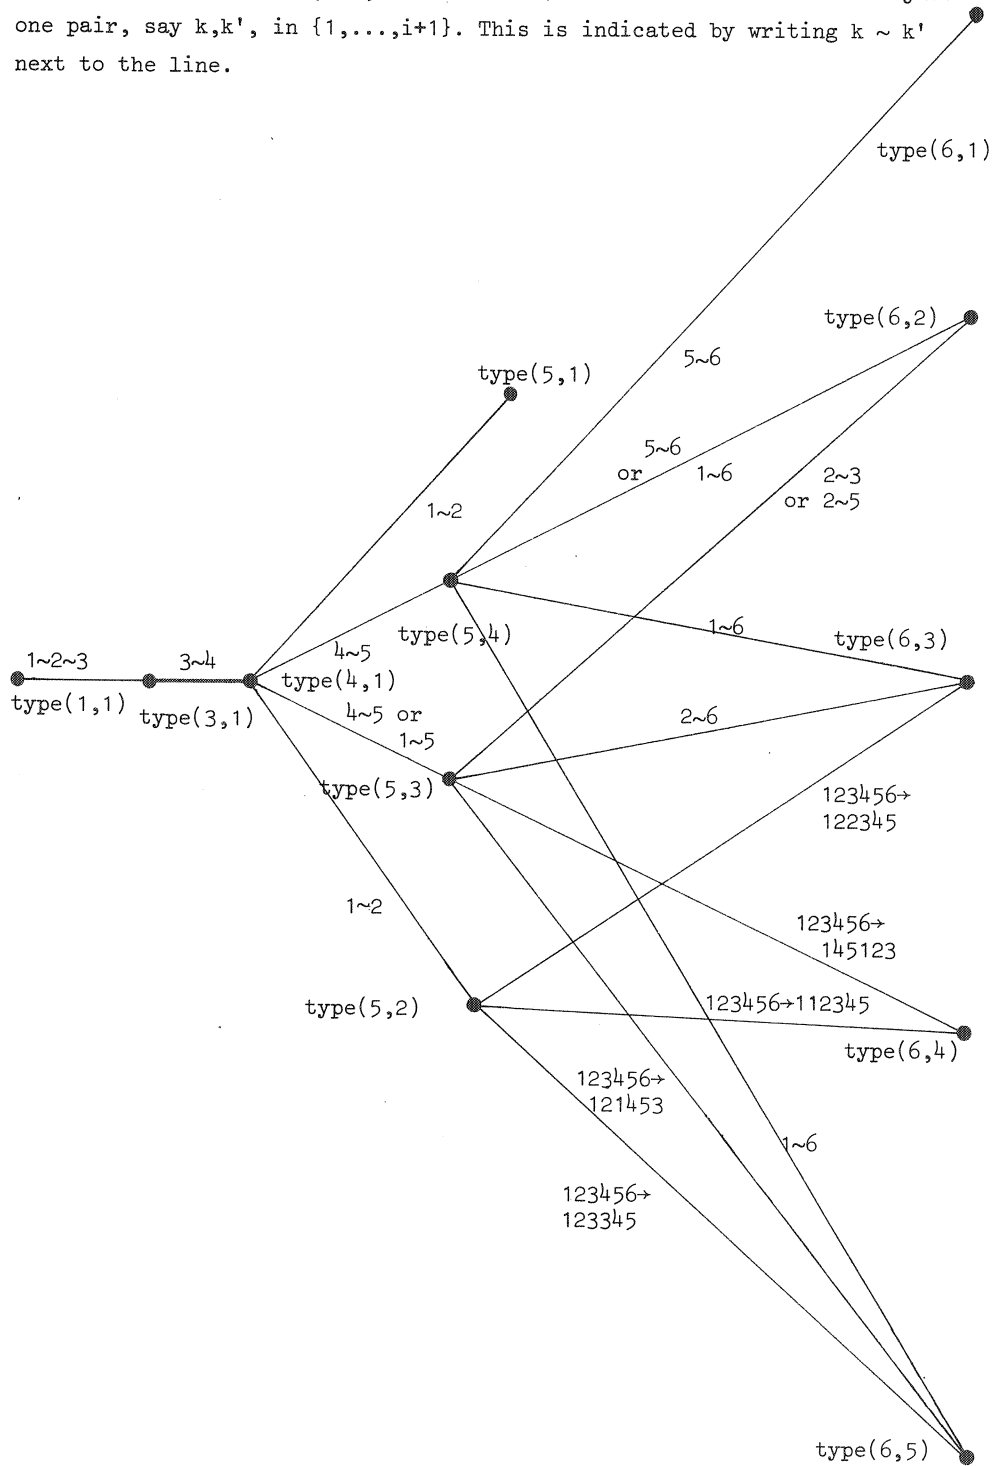 one pair, say k,k', in {1,...,i+1}. This is indicated by writing k ~ k'
next to the line.
type(6,1)
type(6,2)
5~6
type(5,1)
5~6
or 1~6
2~3
or 2~5
1~2
type(5,4)
1~6
type(6,3)
4~5
1~2~3
3~4
type(4,1)
type(1,1)
type(3,1)
4~5 or
1~5
2~6
type(5,3)
123456→
122345
1~2
123456→
145123
type(5,2)
123456→112345
type(6,4)
123456→
121453
1~6
123456→
123345
type(6,5)